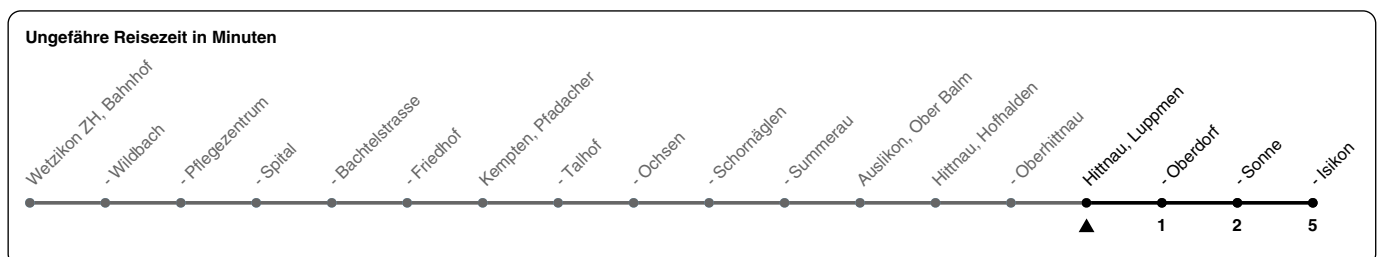 Ungefähre Reisezeit in Minuten
Wetzikon ZH, Bahnhof
- Wildbach
- Pflegezentrum
- Spital
- Bachtelstrasse
- Friedhof
Kempten, Pfadacher
- Talhof
- Ochsen
- Schornäglen
- Summerau
Auslikon, Ober Balm
Hittnau, Hofhalden
- Oberhittnau
Hittnau, Luppmen
- Oberdorf
- Sonne
- Isikon
1 2 5